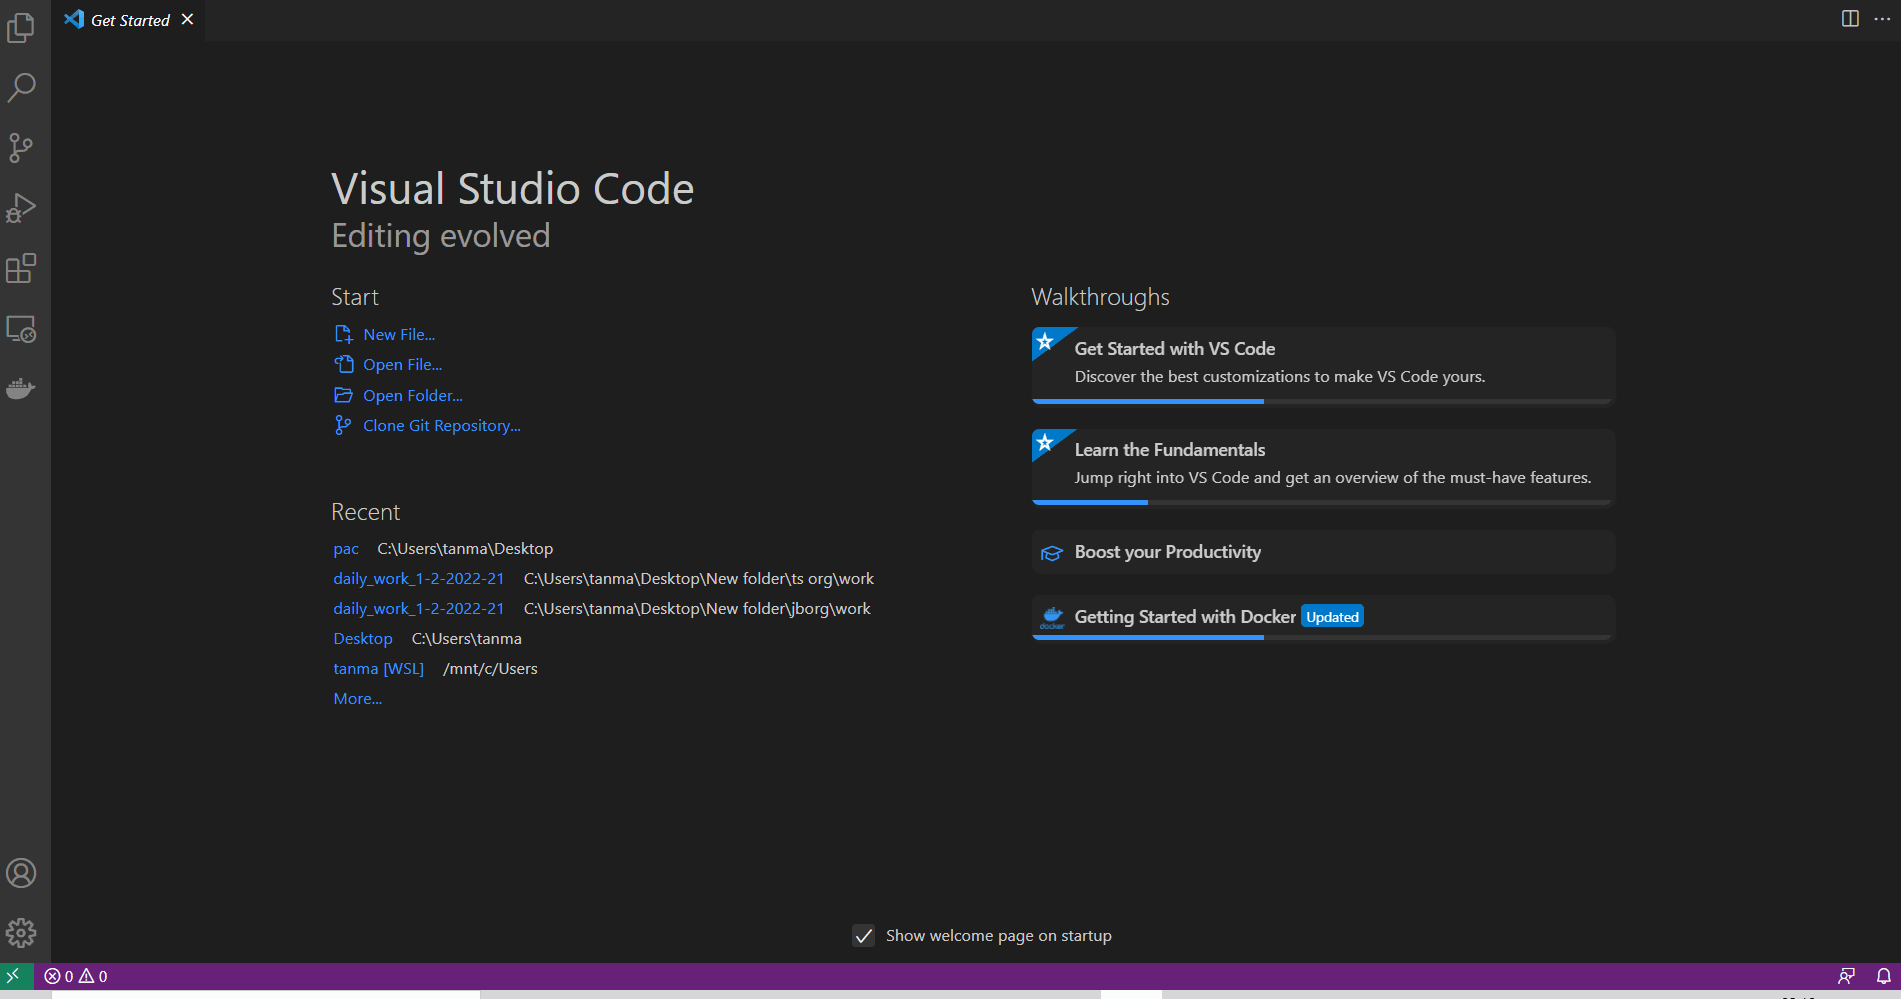 Get Started
Visual Studio Code
Editing evolved
Start
New File...
Open File...
Open Folder...
Clone Git Repository...
Recent
pac C:\Users\tanma\Desktop
daily_work_1-2-2022-21 C:\Users\tanma\Desktop\New folder\ts org\work
daily_work_1-2-2022-21 C:\Users\tanma\Desktop\New folder\jborg\work
Desktop C:\Users\tanma
tanma [WSL] /mnt/c/Users
More...
Walkthroughs
Get Started with VS Code
Discover the best customizations to make VS Code yours.
Learn the Fundamentals
Jump right into VS Code and get an overview of the must-have features.
Boost your Productivity
docker
Getting Started with Docker Updated
Show welcome page on startup
0 0